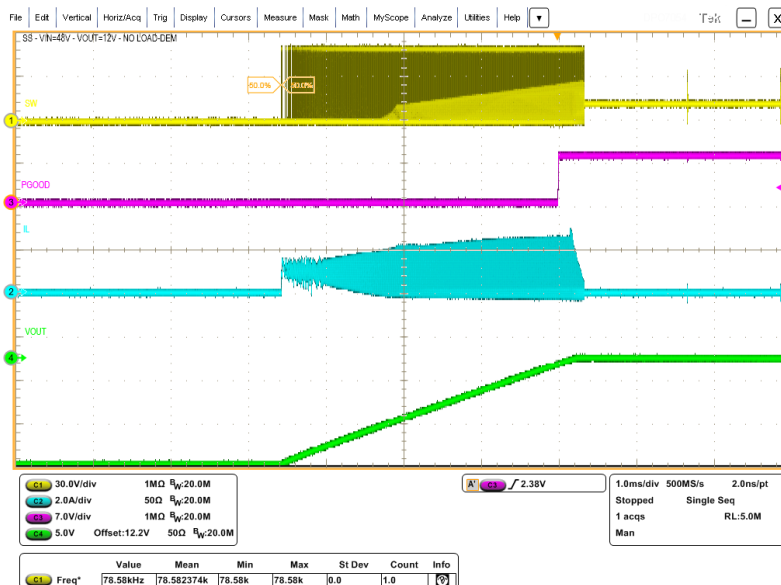 File Edit Vertical Horiz/Acq Trig Display Cursors Measure Mask Math MyScope Analyze Utilities Help Tek X
SS - VIN=48V - VOUT=12V - NO LOAD-DEM
50.0%
SW
1
PGOOD
3
IL
2
VOUT
4
C1 30.0V/div 1MΩ BW:20.0M
C2 2.0A/div 50Ω BW:20.0M
C3 7.0V/div 1MΩ BW:20.0M
C4 5.0V Offset:12.2V 50Ω BW:20.0M
A' C3 2.38V
1.0ms/div 500MS/s 2.0ns/pt
Stopped Single Seq
1 acqs RL:5.0M
Man
Value Mean Min Max St Dev Count Info
C1 Freq* 78.58kHz 78.582374k 78.58k 78.58k 0.0 1.0